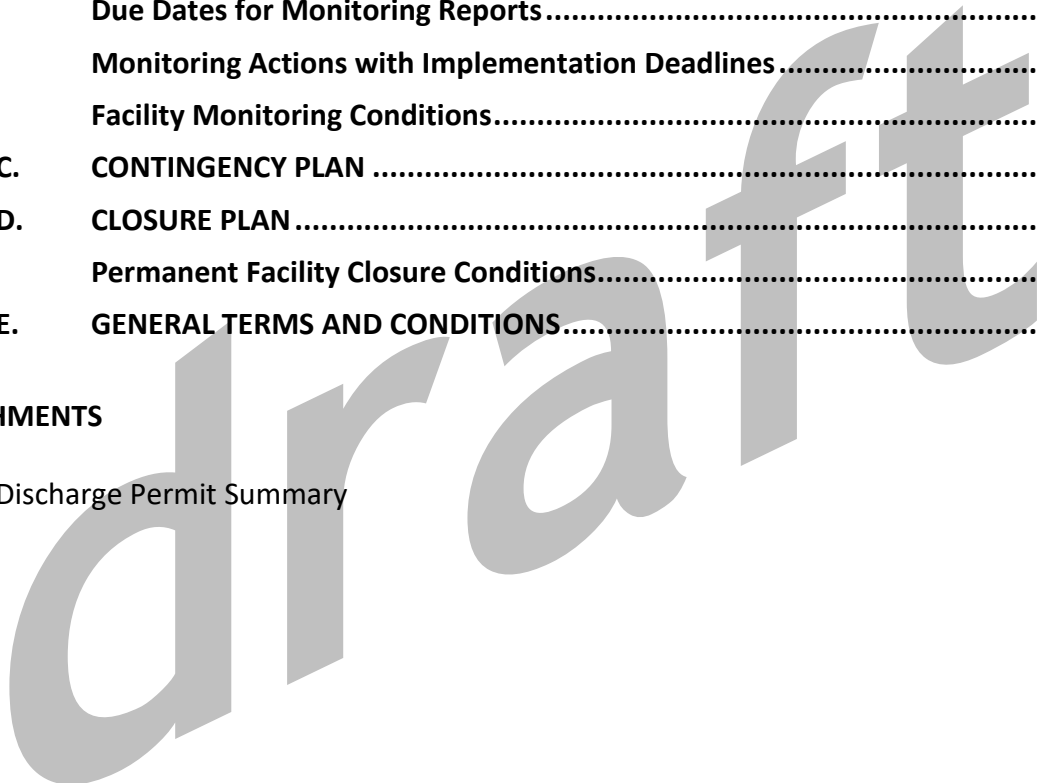 Due Dates for Monitoring Reports................................................................
Monitoring Actions with Implementation Deadlines.................................
Facility Monitoring Conditions......................................................................
C. CONTINGENCY PLAN .....................................................................................
D. CLOSURE PLAN...............................................................................................
Permanent Facility Closure Conditions.........................................................
E. GENERAL TERMS AND CONDITIONS.............................................................
HMENTS
Discharge Permit Summary
draft